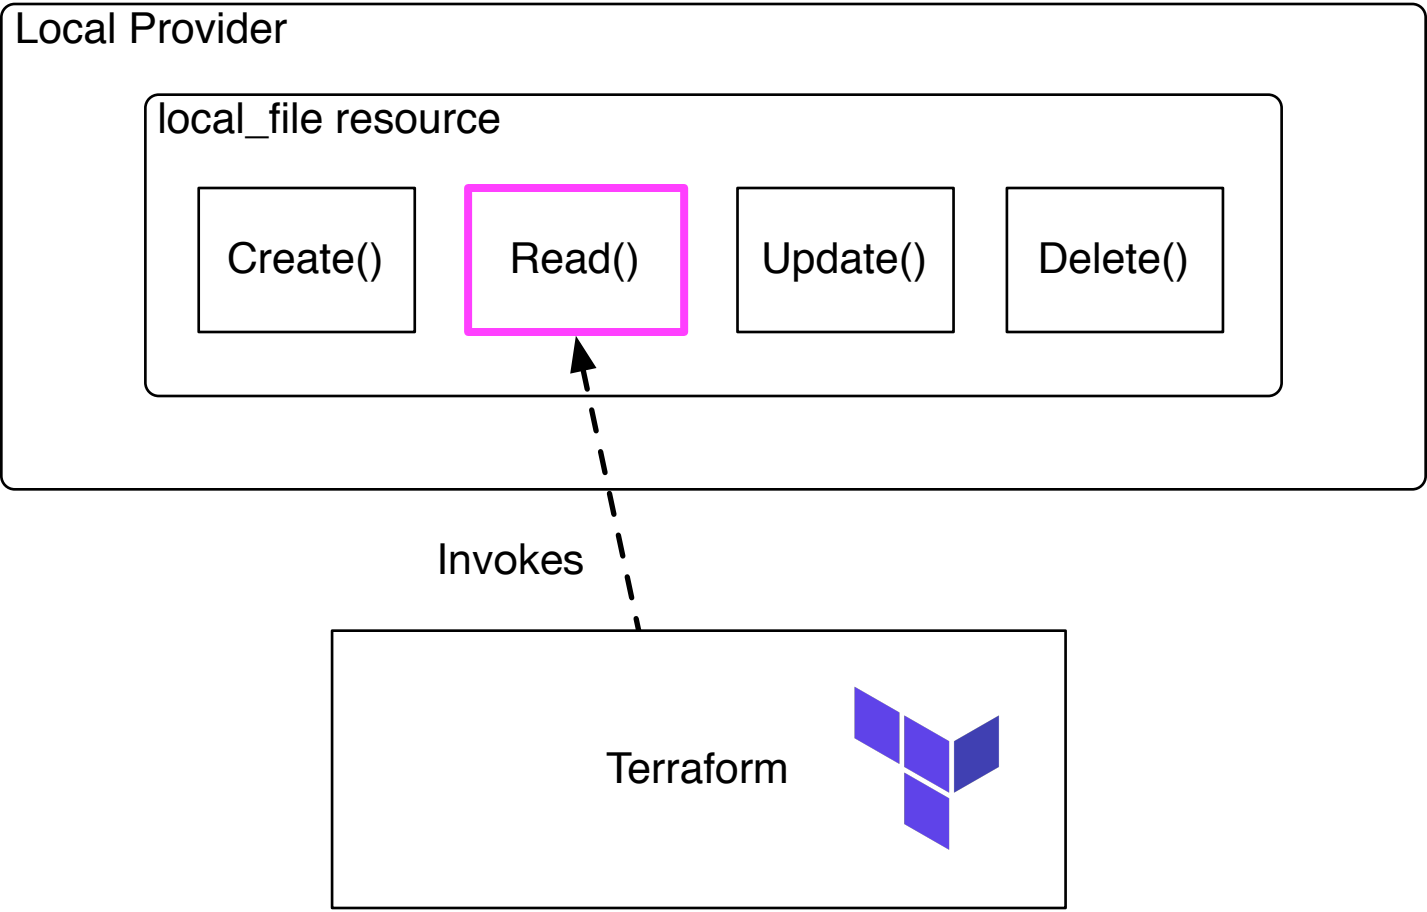 Local Provider
local_file resource
Create()
Read()
Update()
Delete()
Invokes
Terraform